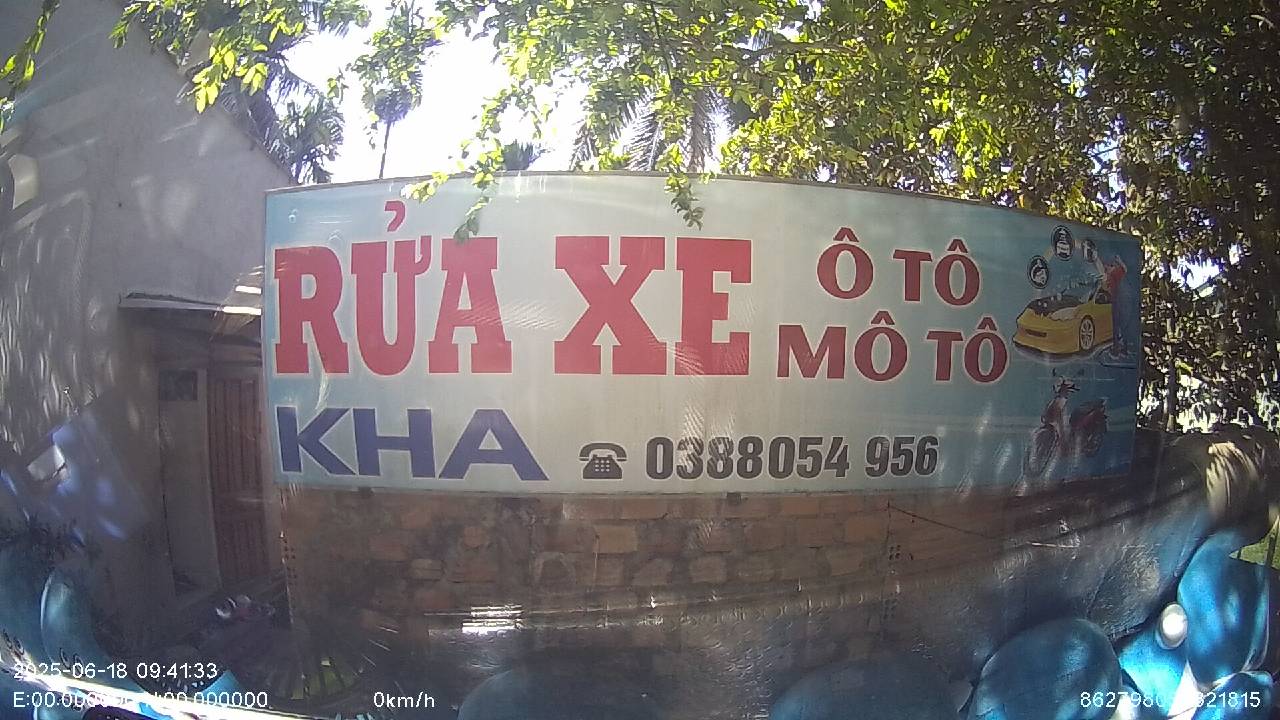 RỬA XE
Ô TÔ
MÔ TÔ
KHA
0388054 956
2025-06-18 09:41:33
0km/h